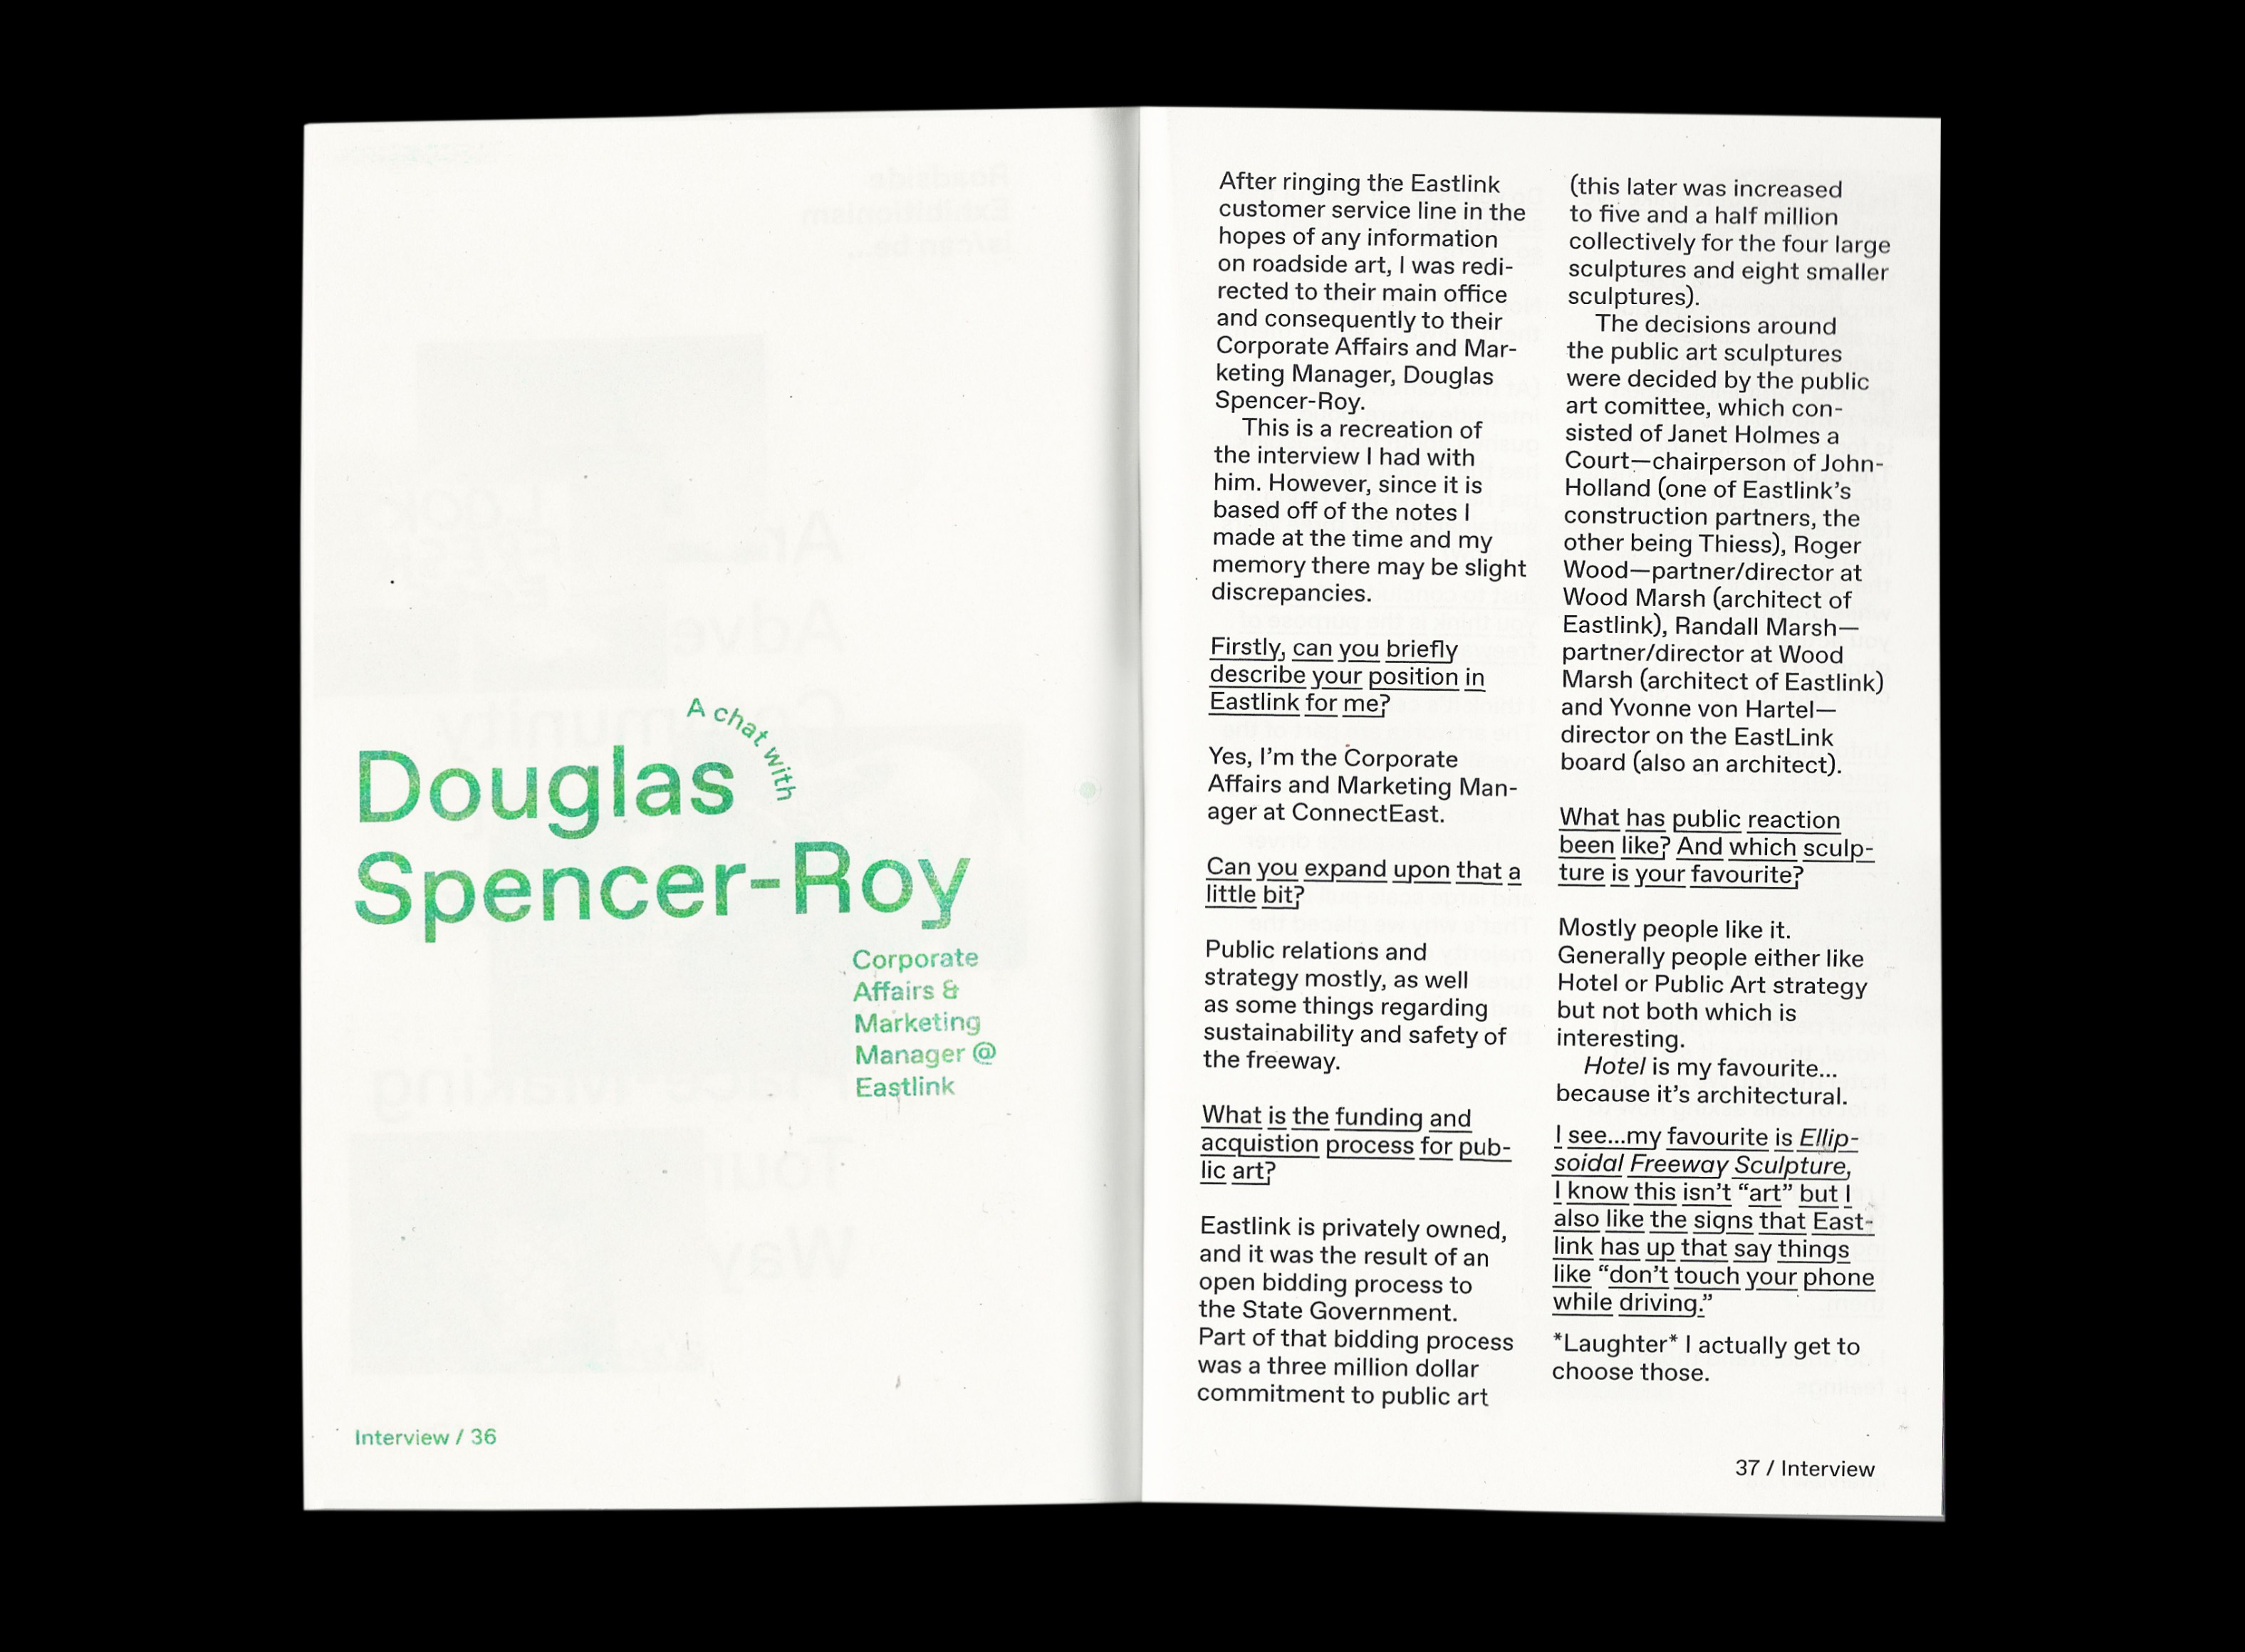 A chat with
Douglas
Spencer-Roy
Corporate
Affairs &
Marketing
Manager @
Eastlink
Interview / 36
After ringing the Eastlink
customer service line in the
hopes of any information
on roadside art, I was redi-
rected to their main office
and consequently to their
Corporate Affairs and Mar-
keting Manager, Douglas
Spencer-Roy.
This is a recreation of
the interview I had with
him. However, since it is
based off of the notes I
made at the time and my
memory there may be slight
discrepancies.
Firstly, can you briefly
describe your position in
Eastlink for me?
Yes, I'm the Corporate
Affairs and Marketing Man-
ager at ConnectEast.
Can you expand upon that a
little bit?
Public relations and
strategy mostly, as well
as some things regarding
sustainability and safety of
the freeway.
What is the funding and
acquistion process for pub-
lic art?
Eastlink is privately owned,
and it was the result of an
open bidding process to
the State Government.
Part of that bidding process
was a three million dollar
commitment to public art
(this later was increased
to five and a half million
collectively for the four large
sculptures and eight smaller
sculptures).
The decisions around
the public art sculptures
were decided by the public
art comittee, which con-
sisted of Janet Holmes a
Court—chairperson of John-
Holland (one of Eastlink's
construction partners, the
other being Thiess), Roger
Wood—partner/director at
Wood Marsh (architect of
Eastlink), Randall Marsh—
partner/director at Wood
Marsh (architect of Eastlink)
and Yvonne von Hartel—
director on the EastLink
board (also an architect).
What has public reaction
been like? And which sculp-
ture is your favourite?
Mostly people like it.
Generally people either like
Hotel or Public Art strategy
but not both which is
interesting.
Hotel is my favourite...
because it's architectural.
I see...my favourite is Ellip-
soidal Freeway Sculpture,
I know this isn't “art” but I
also like the signs that East-
link has up that say things
like “don't touch your phone
while driving.”
*Laughter* I actually get to
choose those.
37 / Interview